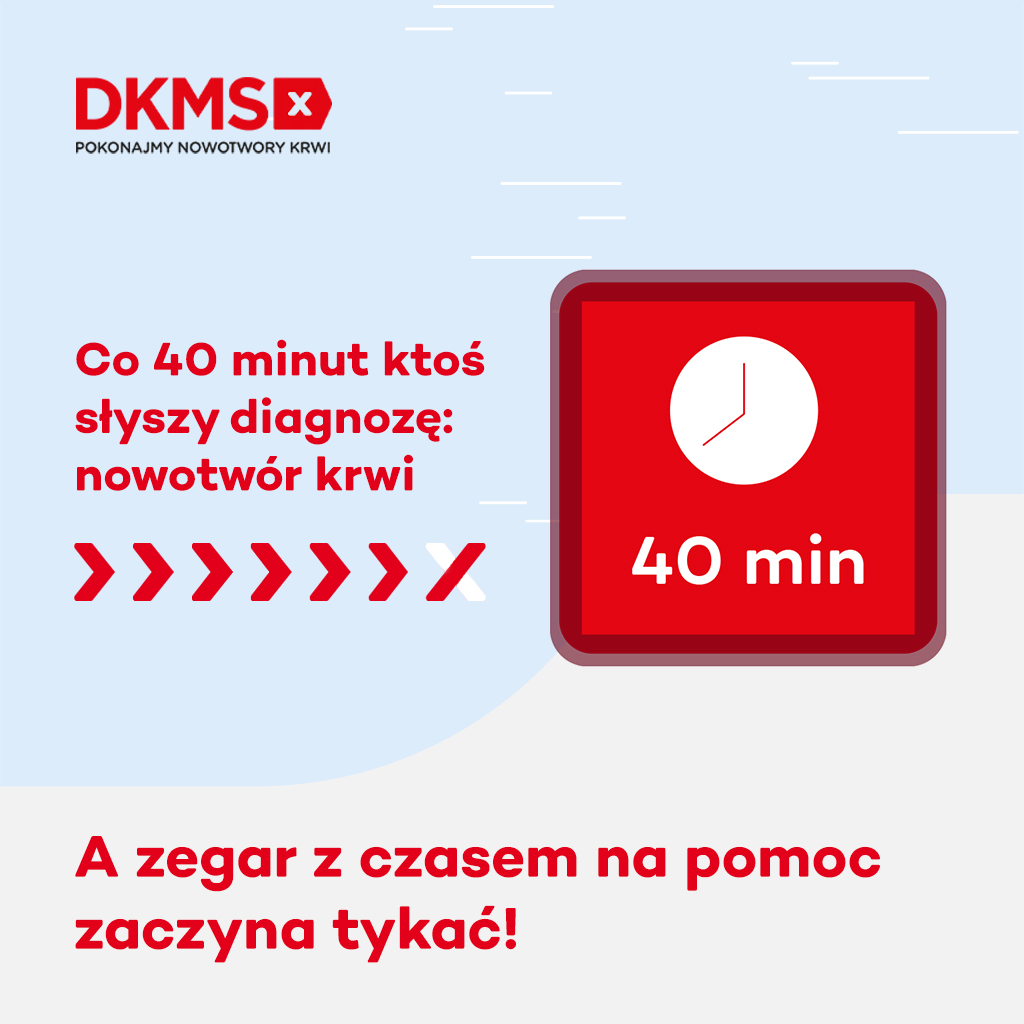 DKMS
POKONAJMY NOWOTWORY KRWI
Co 40 minut ktoś
słyszy diagnozę:
nowotwór krwi
40 min
A zegar z czasem na pomoc
zaczyna tykać!